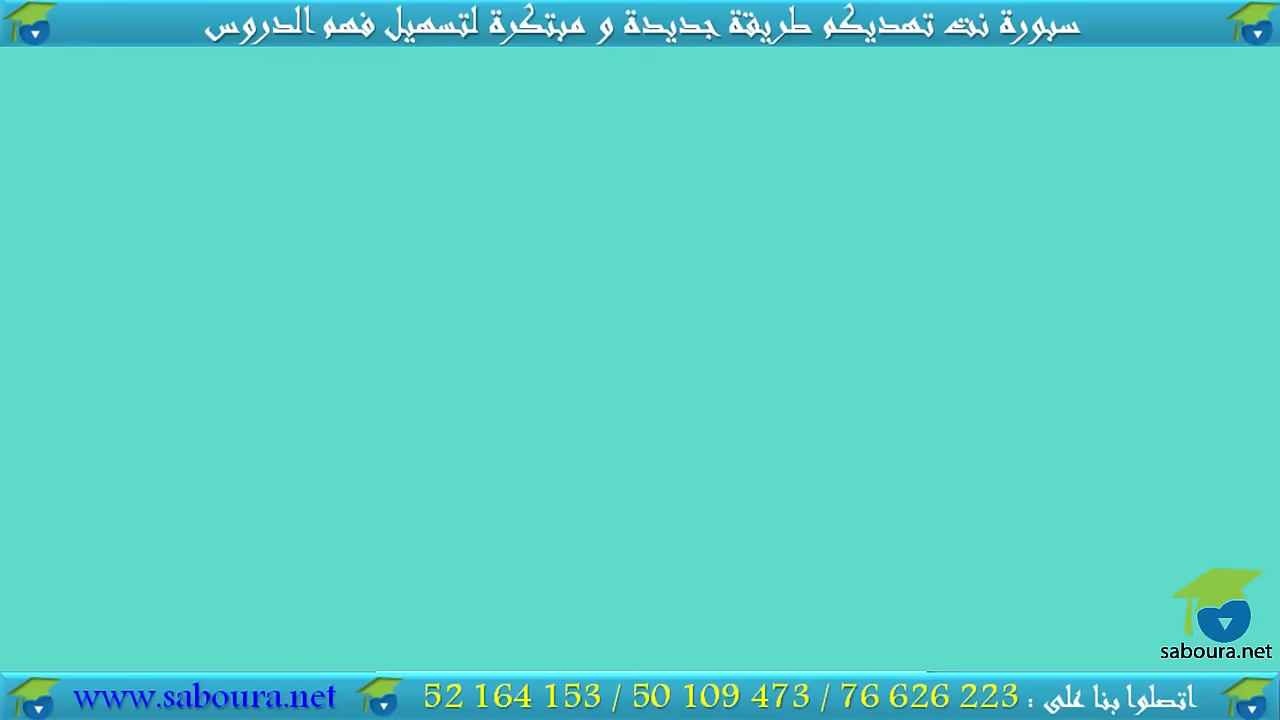 سبورة نت تهديكم طريقة جديدة و مبتكرة لتسهيل فهم الدروس
saboura.net
www.saboura.net
اتصلوا بنا على : 52 164 153 / 50 109 473 / 76 626 223